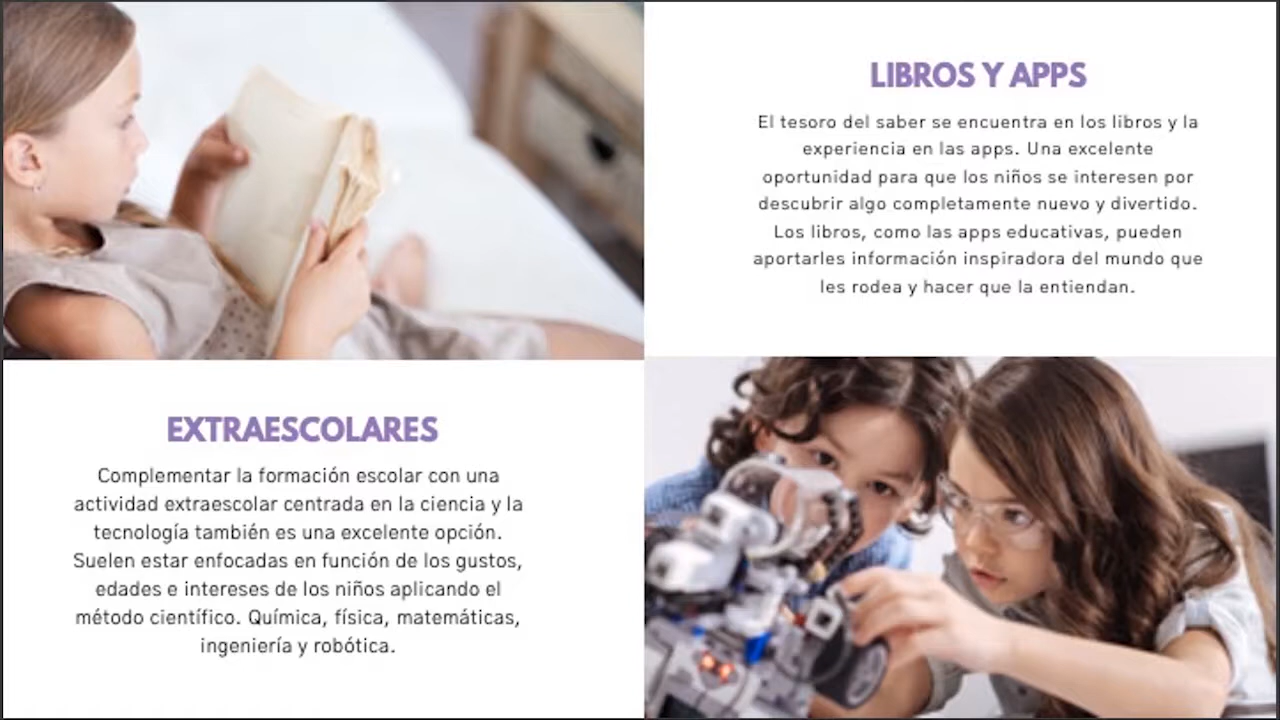 LIBROS Y APPS
El tesoro del saber se encuentra en los libros y la
experiencia en las apps. Una excelente
oportunidad para que los niños se interesen por
descubrir algo completamente nuevo y divertido.
Los libros, como las apps educativas, pueden
aportarles información inspiradora del mundo que
les rodea y hacer que la entiendan.
EXTRAESCOLARES
Complementar la formación escolar con una
actividad extraescolar centrada en la ciencia y la
tecnología también es una excelente opción.
Suelen estar enfocadas en función de los gustos,
edades e intereses de los niños aplicando el
método científico. Química, física, matemáticas,
ingeniería y robótica.